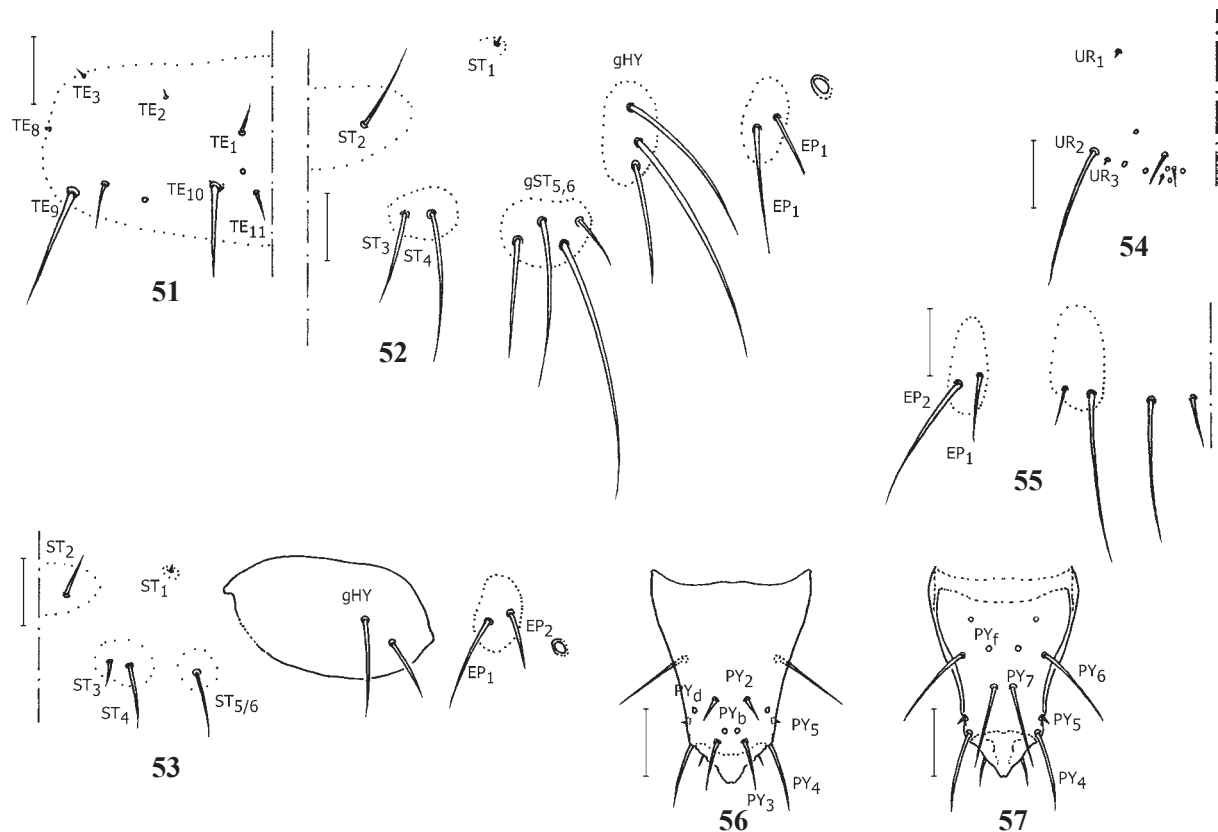 TE3
TE2
TE8
TE1
TE9
TE10
TE11
51
ST1
ST2
gHY
EP1
EP1
gST5,6
ST3
ST4
52
UR1
UR2
UR3
54
EP2
EP1
55
ST2
ST1
gHY
EP2
EP1
ST3
ST4
ST5/6
53
PYd
PY2
PYb
PY5
PY3
PY4
56
PYf
PY7
PY6
PY5
PY4
57